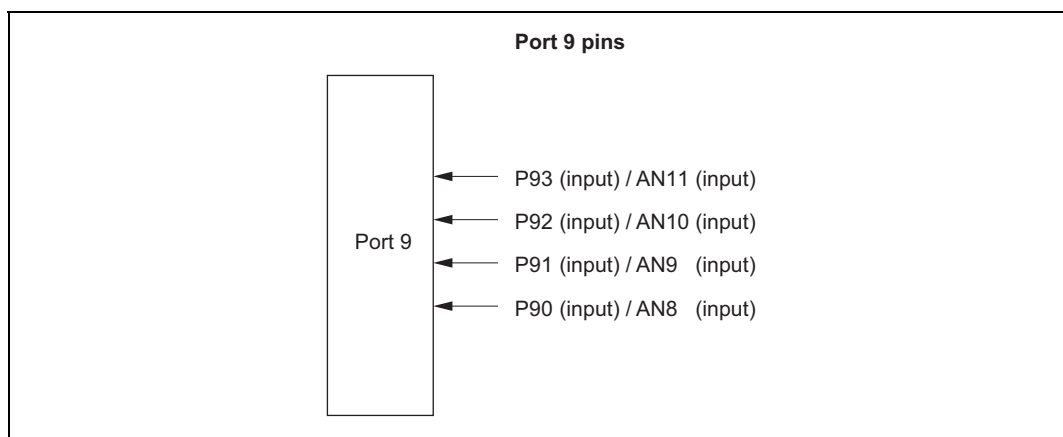 Port 9 pins
P93 (input) / AN11 (input)
P92 (input) / AN10 (input)
Port 9
P91 (input) / AN9 (input)
P90 (input) / AN8 (input)